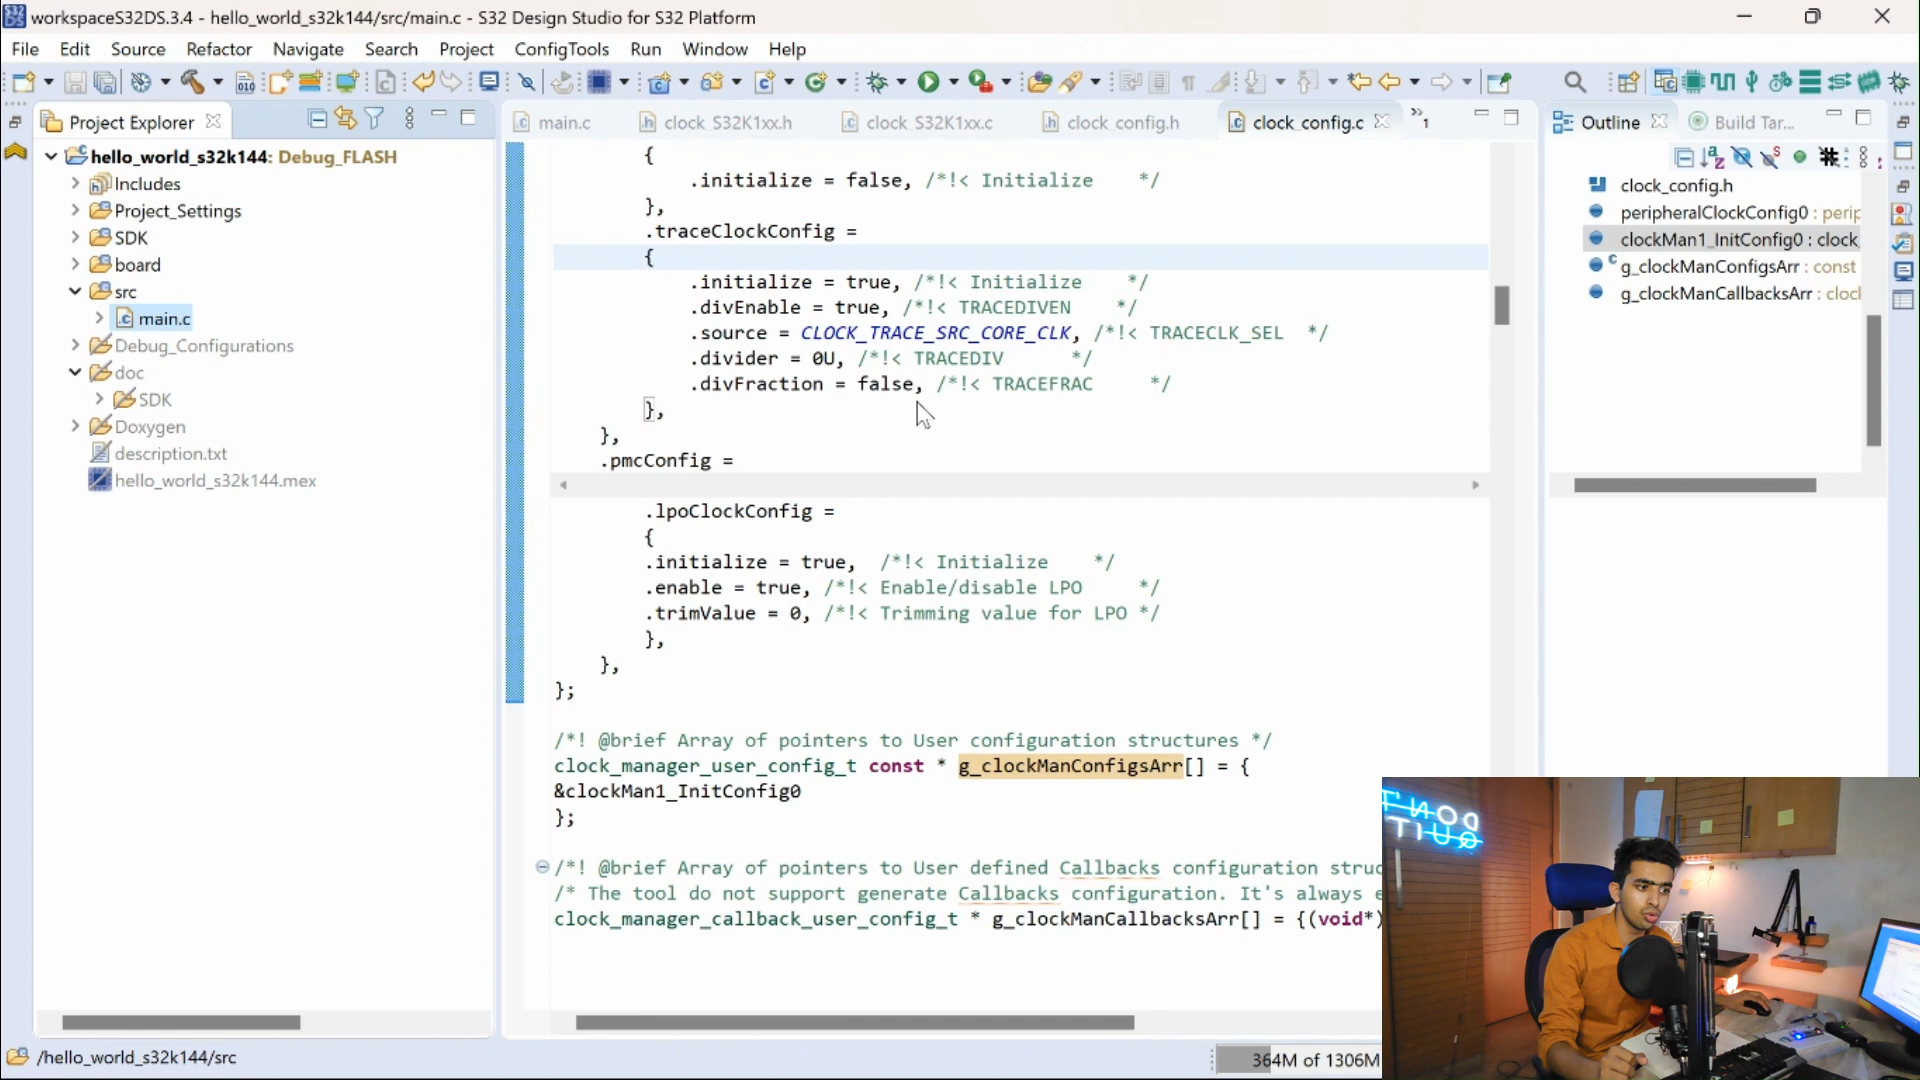 workspaceS32DS.3.4 - hello_world_s32k144/src/main.c - S32 Design Studio for S32 Platform
File Edit Source Refactor Navigate Search Project ConfigTools Run Window Help
Project Explorer
main.c clock_S32K1xx.h clock_S32K1xx.c clock_config.h clock_config.c »1
Outline Build Tar...
hello_world_s32k144: Debug_FLASH
Includes
Project_Settings
SDK
board
src
main.c
Debug_Configurations
doc
SDK
Doxygen
description.txt
hello_world_s32k144.mex
{
.initialize = false, /*!< Initialize */
},
.traceClockConfig =
{
.initialize = true, /*!< Initialize */
.divEnable = true, /*!< TRACEDIVEN */
.source = CLOCK_TRACE_SRC_CORE_CLK, /*!< TRACECLK_SEL */
.divider = 0U, /*!< TRACEDIV */
.divFraction = false, /*!< TRACEFRAC */
},
},
.pmcConfig =
.lpoClockConfig =
{
.initialize = true, /*!< Initialize */
.enable = true, /*!< Enable/disable LPO */
.trimValue = 0, /*!< Trimming value for LPO */
},
},
};
/*! @brief Array of pointers to User configuration structures */
clock_manager_user_config_t const * g_clockManConfigsArr[] = {
&clockMan1_InitConfig0
};
/*! @brief Array of pointers to User defined Callbacks configuration struc
/* The tool do not support generate Callbacks configuration. It's always e
clock_manager_callback_user_config_t * g_clockManCallbacksArr[] = {(void*)
clock_config.h
peripheralClockConfig0 : perip
clockMan1_InitConfig0 : clock_
g_clockManConfigsArr : const
g_clockManCallbacksArr : clocl
/hello_world_s32k144/src
364M of 1306M
DON'T
QUIT